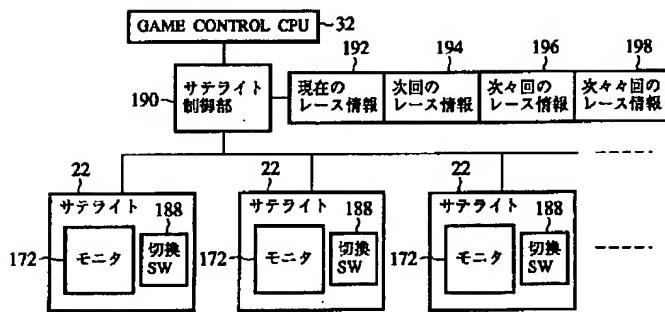 GAME CONTROL CPU
32
192
194
196
198
190
サテライト
制御部
現在の
レース情報
次回の
レース情報
次々回の
レース情報
次々々回の
レース情報
22
22
22
サテライト
188
サテライト
188
サテライト
188
172
モニタ
切換
SW
172
モニタ
切換
SW
172
モニタ
切換
SW